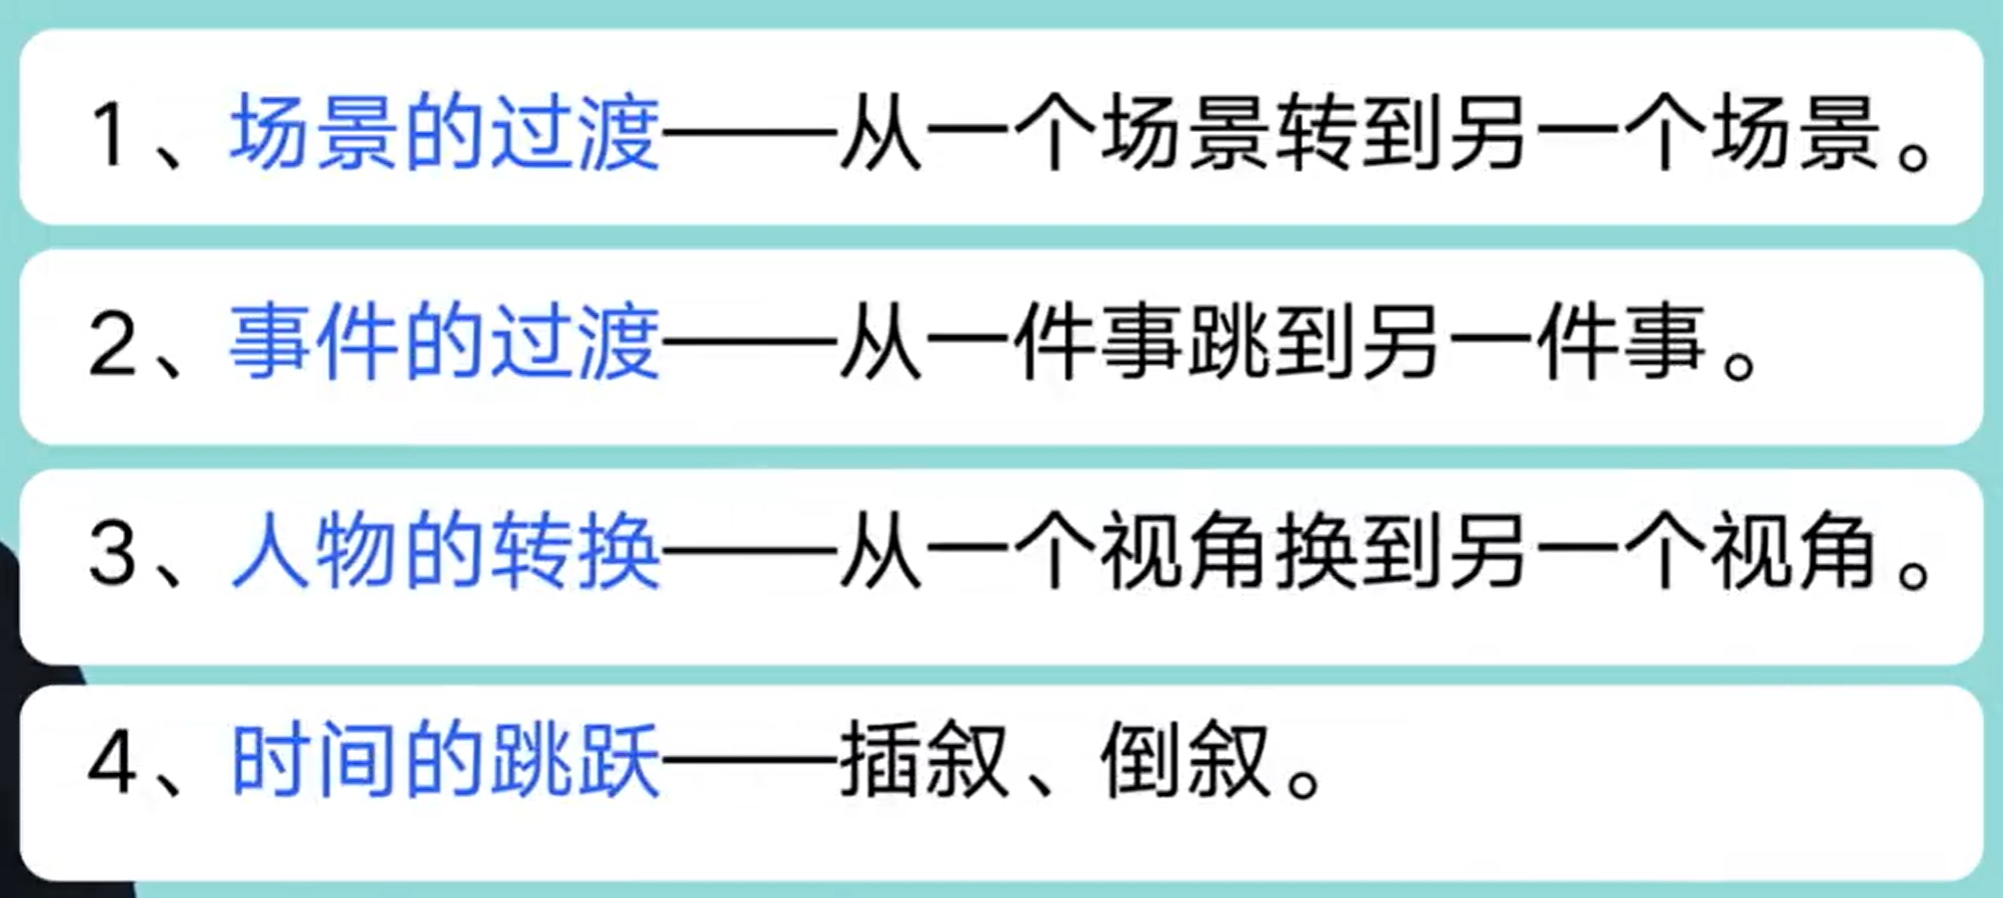 1、场景的过渡——从一个场景转到另一个场景。
2、事件的过渡——从一件事跳到另一件事。
3、人物的转换——从一个视角换到另一个视角。
4、时间的跳跃——插叙、倒叙。